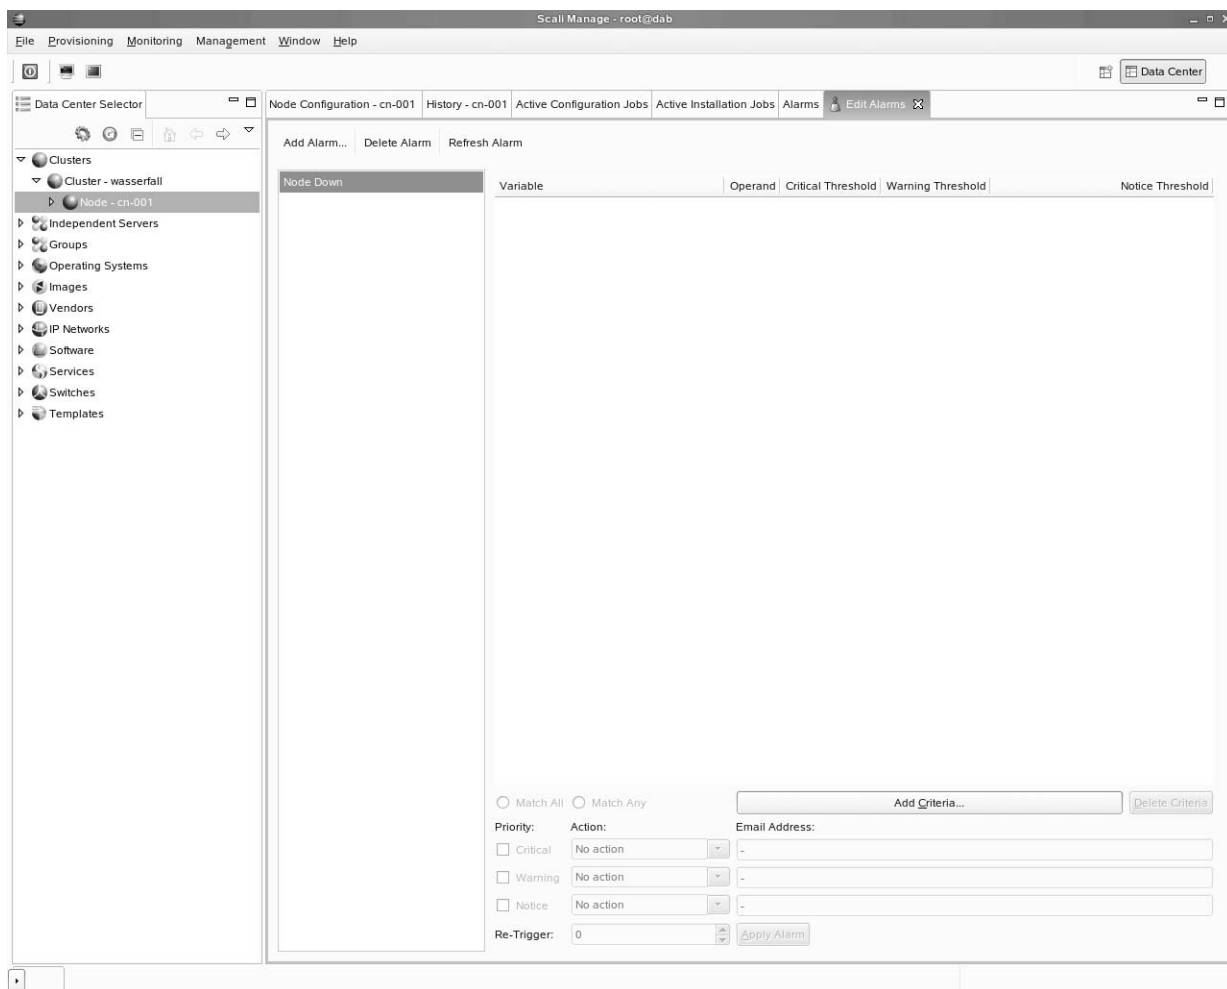 Scali Manage - root@dab
File Provisioning Monitoring Management Window Help
Data Center
Data Center Selector
Node Configuration - cn-001 History - cn-001 Active Configuration Jobs Active Installation Jobs Alarms Edit Alarms
Add Alarm... Delete Alarm Refresh Alarm
Clusters
Cluster - wasserfall
Node - cn-001
Independent Servers
Groups
Operating Systems
Images
Vendors
IP Networks
Software
Services
Switches
Templates
Node Down
Variable Operand Critical Threshold Warning Threshold Notice Threshold
Match All Match Any Add Criteria... Delete Criteria
Priority: Action: Email Address:
Critical No action -
Warning No action -
Notice No action -
Re-Trigger: 0 Apply Alarm